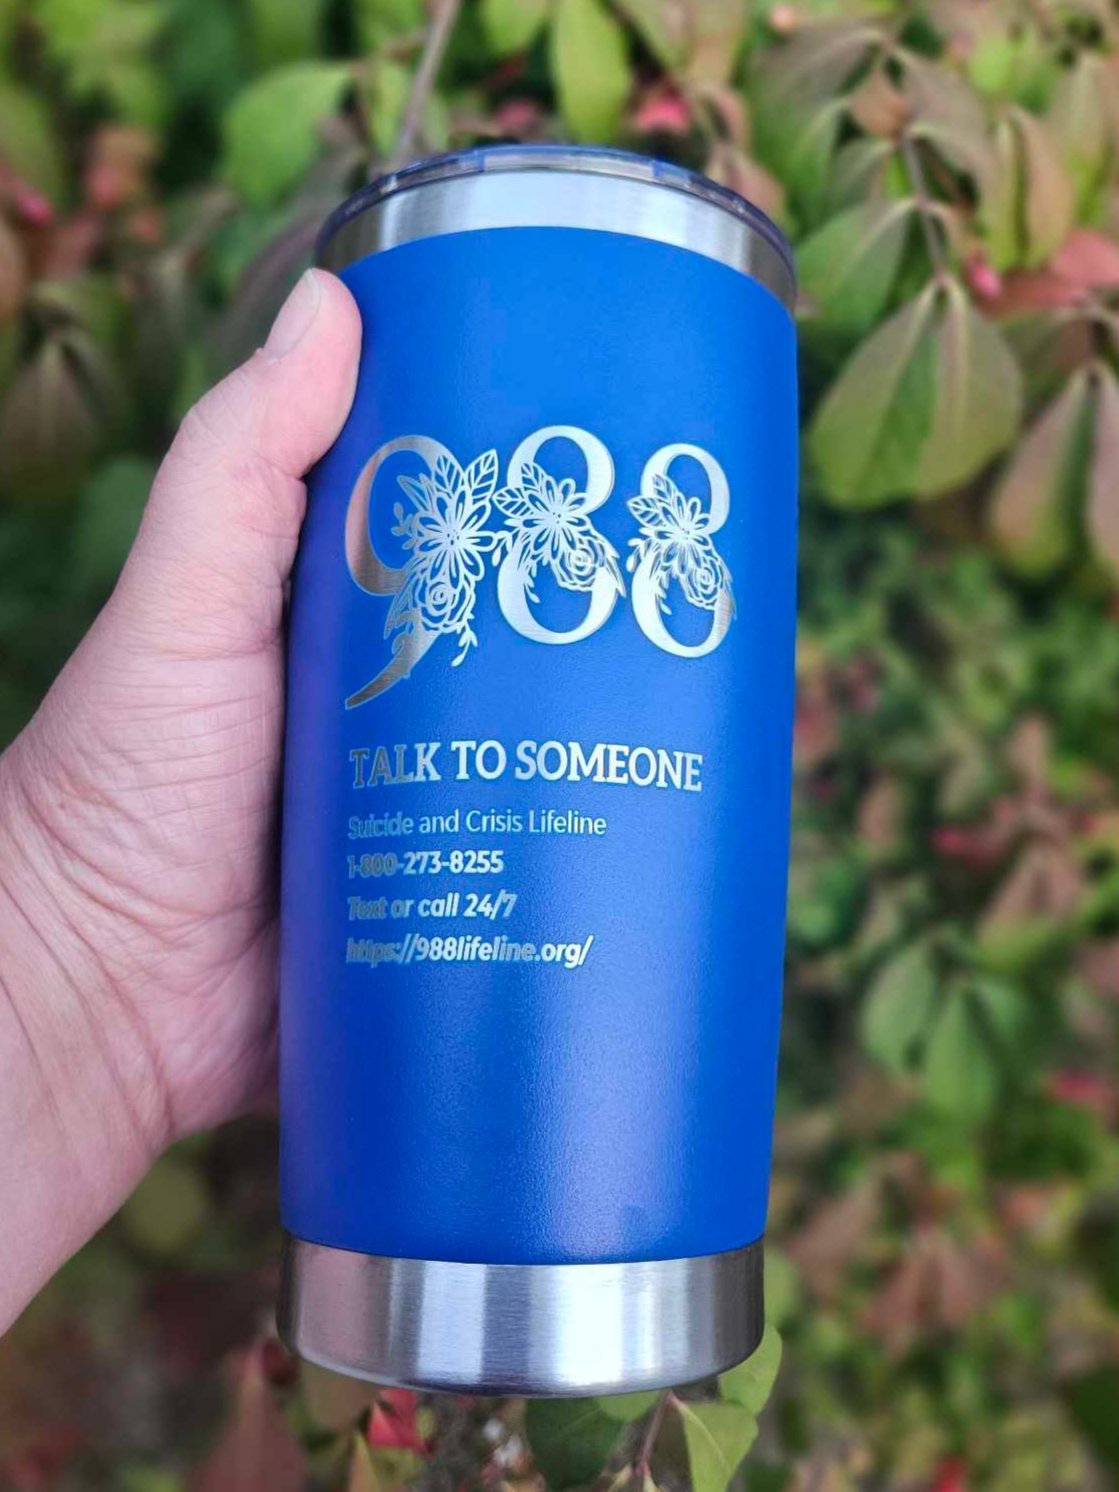 988
TALK TO SOMEONE
Suicide and Crisis Lifeline
1-800-273-8255
Text or call 24/7
https://988lifeline.org/